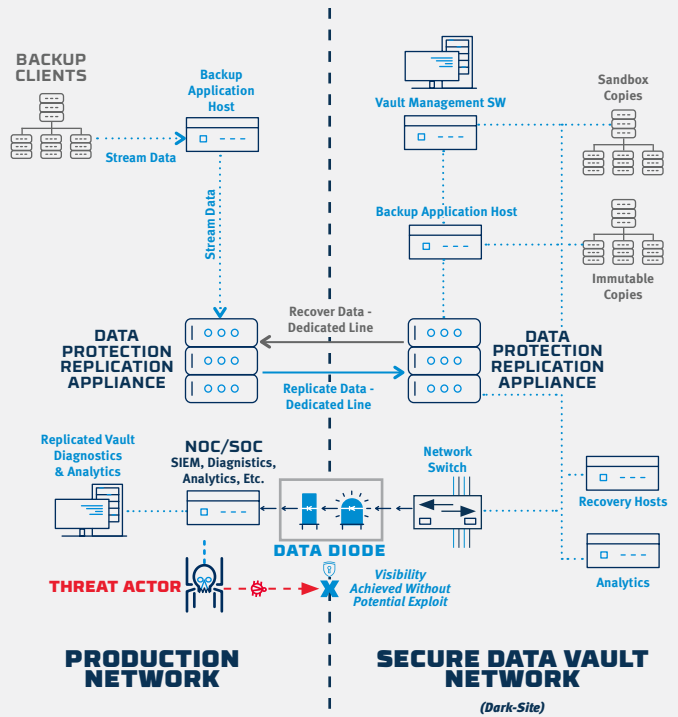 BACKUP
CLIENTS
Stream Data
Backup
Application
Host
Stream Data
Vault Management SW
Sandbox
Copies
Backup Application Host
Immutable
Copies
DATA
PROTECTION
REPLICATION
APPLIANCE
Recover Data -
Dedicated Line
Replicate Data -
Dedicated Line
DATA
PROTECTION
REPLICATION
APPLIANCE
Replicated Vault
Diagnostics
& Analytics
NOC/SOC
SIEM, Diagnistics,
Analytics, Etc.
DATA DIODE
Network
Switch
Recovery Hosts
Analytics
THREAT ACTOR
X
Visibility
Achieved Without
Potential Exploit
PRODUCTION
NETWORK
SECURE DATA VAULT
NETWORK
(Dark-Site)